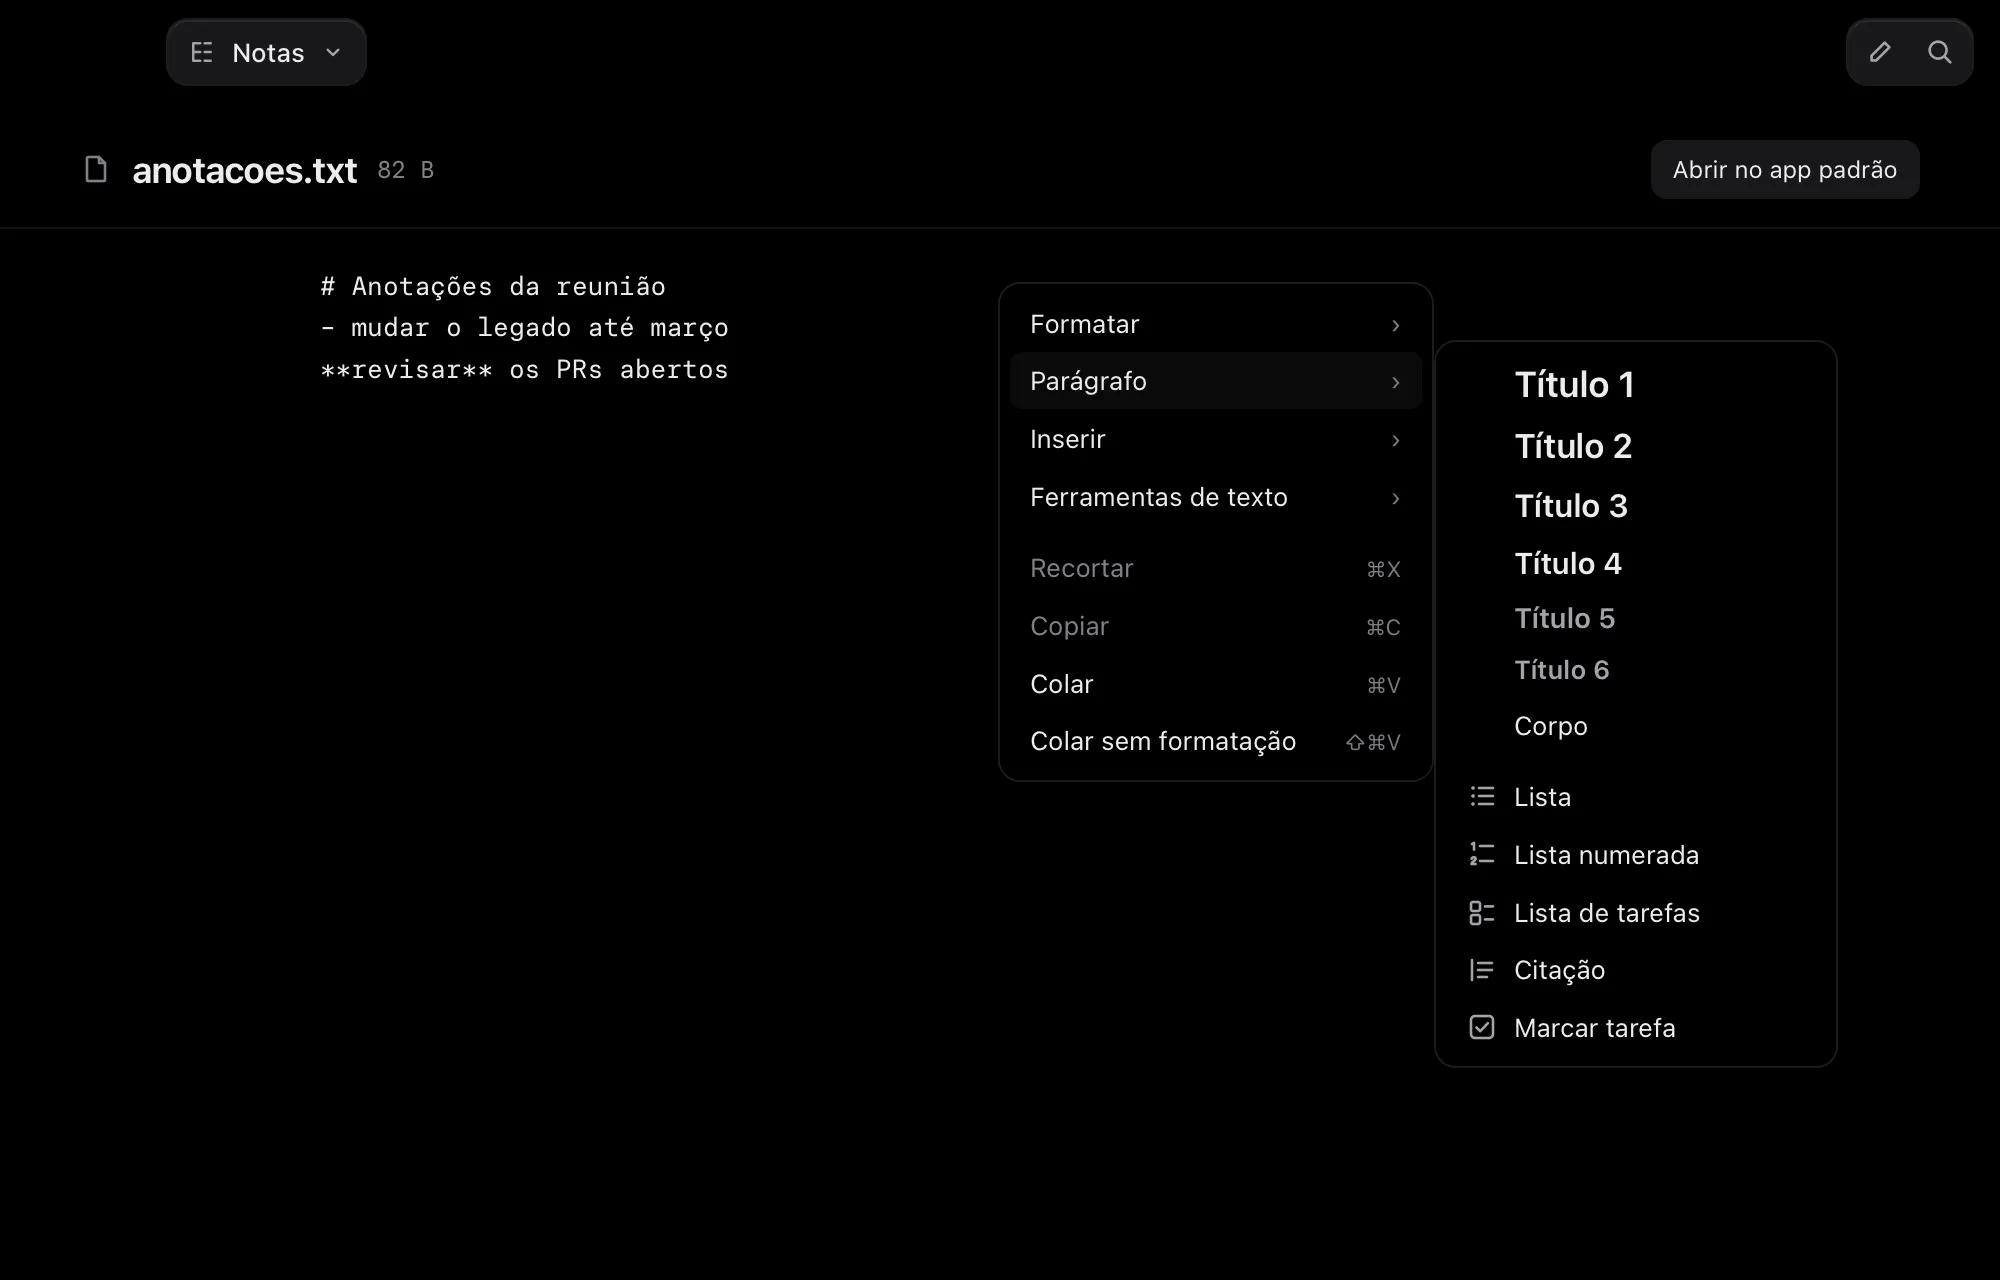 Notas
anotacoes.txt 82 B
Abrir no app padrão
# Anotações da reunião
- mudar o legado até março
**revisar** os PRs abertos
Formatar
Parágrafo
Inserir
Ferramentas de texto
Recortar ⌘X
Copiar ⌘C
Colar ⌘V
Colar sem formatação ⇧⌘V
Título 1
Título 2
Título 3
Título 4
Título 5
Título 6
Corpo
Lista
Lista numerada
Lista de tarefas
Citação
Marcar tarefa